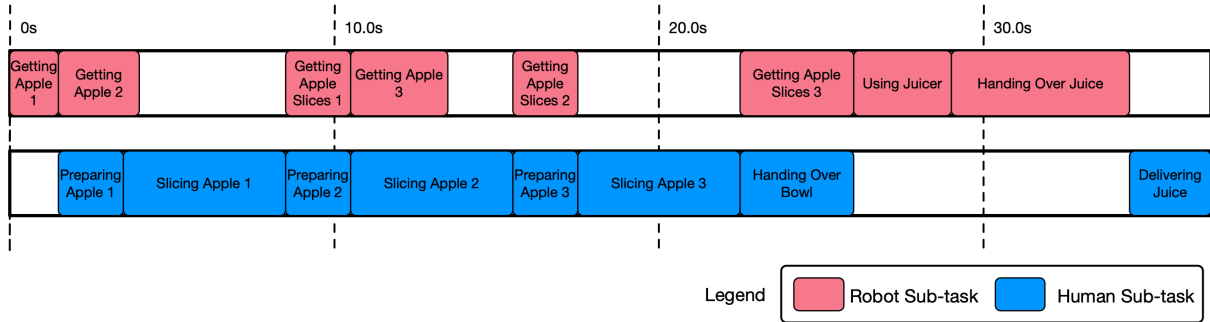 0s
10.0s
20.0s
30.0s
Getting
Apple
1
Getting
Apple 2
Getting
Apple
Slices 1
Getting Apple
3
Getting
Apple
Slices 2
Getting Apple
Slices 3
Using Juicer
Handing Over Juice
Preparing
Apple 1
Slicing Apple 1
Preparing
Apple 2
Slicing Apple 2
Preparing
Apple 3
Slicing Apple 3
Handing Over
Bowl
Delivering
Juice
Legend
Robot Sub-task
Human Sub-task